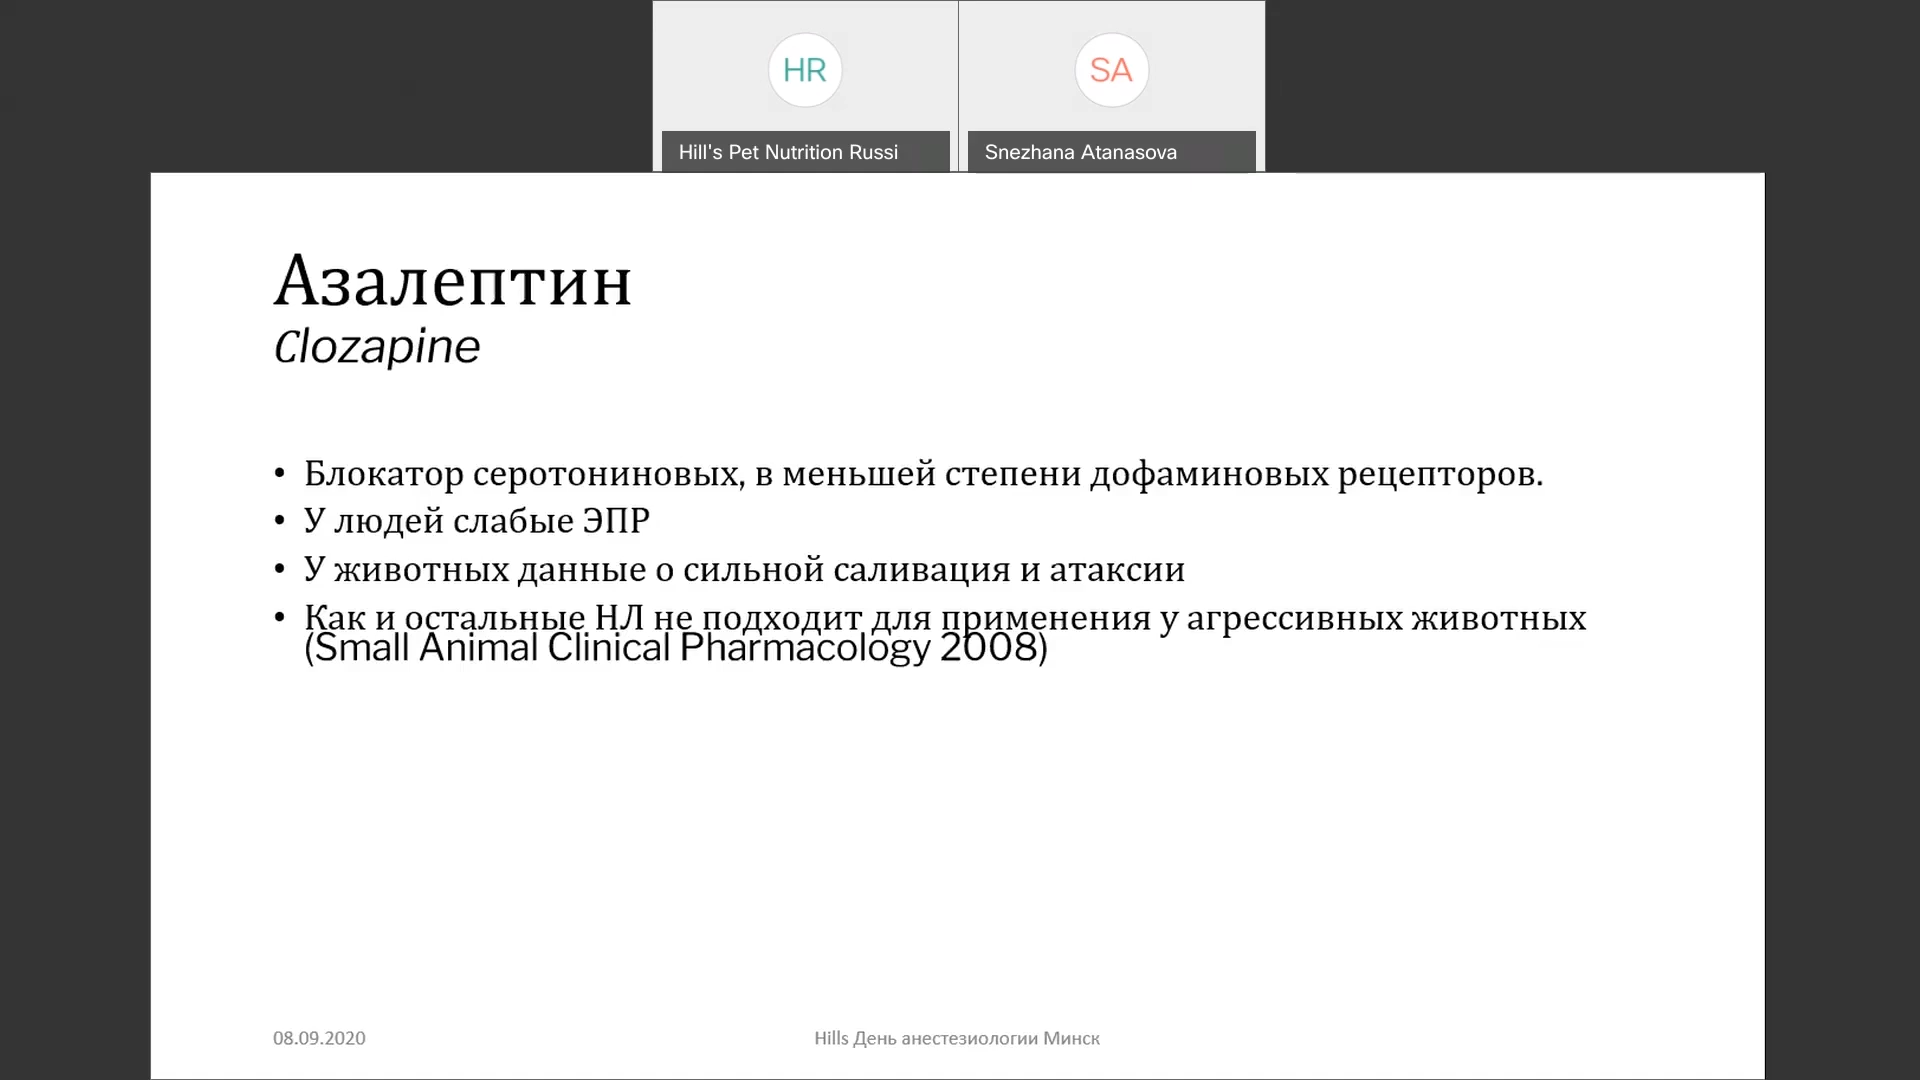 HR
SA
Hill's Pet Nutrition Russi
Snezhana Atanasova
Азалептин
Clozapine
• Блокатор серотониновых, в меньшей степени дофаминовых рецепторов.
• У людей слабые ЭПР
• У животных данные о сильной саливация и атаксии
• Как и остальные НЛ не подходит для применения у агрессивных животных
(Small Animal Clinical Pharmacology 2008)
08.09.2020
Hills День анестезиологии Минск